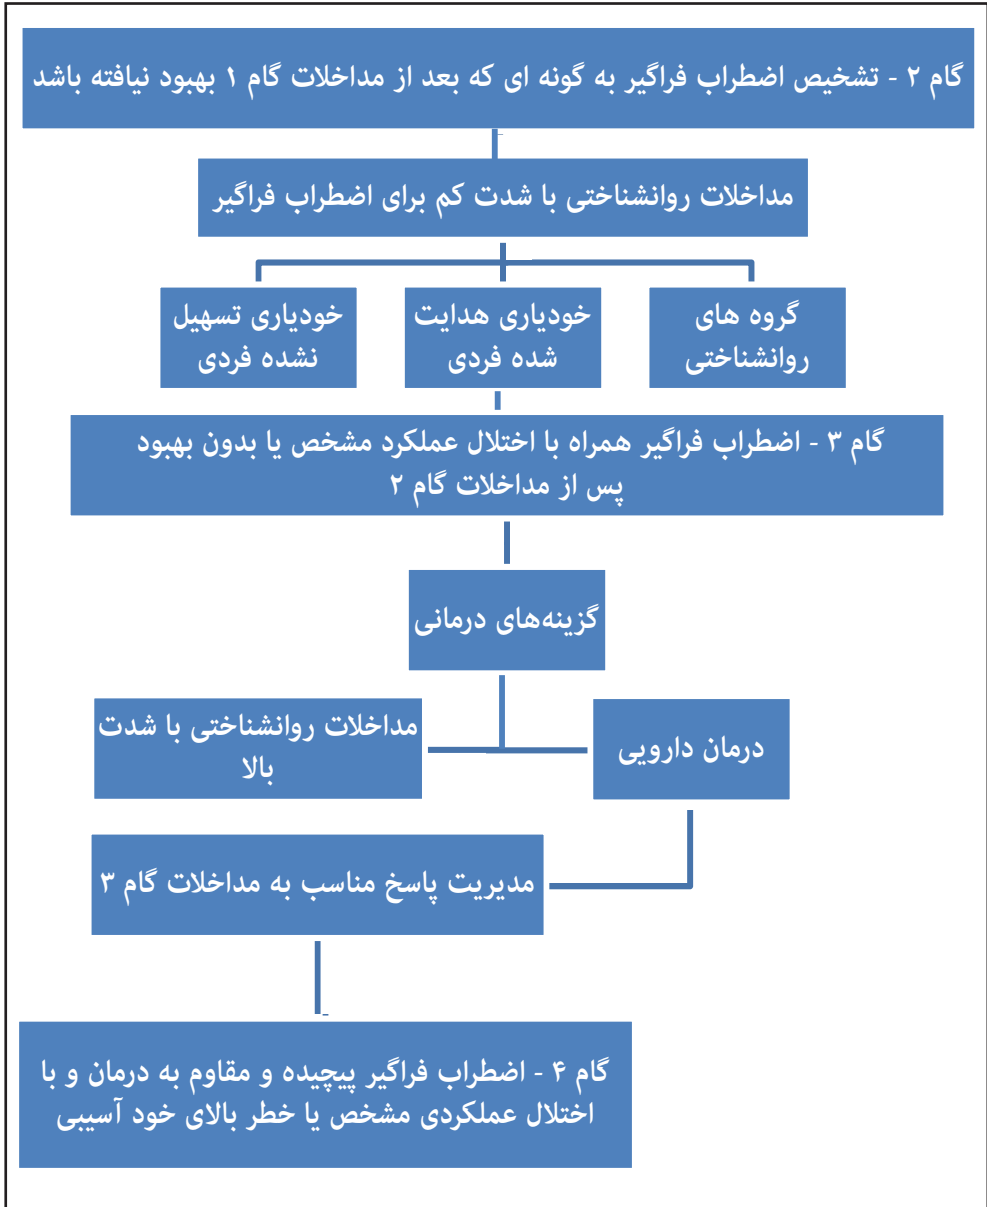 گام ۲ - تشخیص اضطراب فراگیر به گونه ای که بعد از مداخلات گام ۱ بهبود نیافته باشد
مداخلات روانشناختی با شدت کم برای اضطراب فراگیر
گروه های
روانشناختی
خودیاری هدایت
شده فردی
خودیاری تسهیل
نشده فردی
گام ۳ - اضطراب فراگیر همراه با اختلال عملکرد مشخص یا بدون بهبود
پس از مداخلات گام ۲
گزینه‌های درمانی
درمان دارویی
مداخلات روانشناختی با شدت
بالا
مدیریت پاسخ مناسب به مداخلات گام ۳
گام ۴ - اضطراب فراگیر پیچیده و مقاوم به درمان و با
اختلال عملکردی مشخص یا خطر بالای خود آسیبی